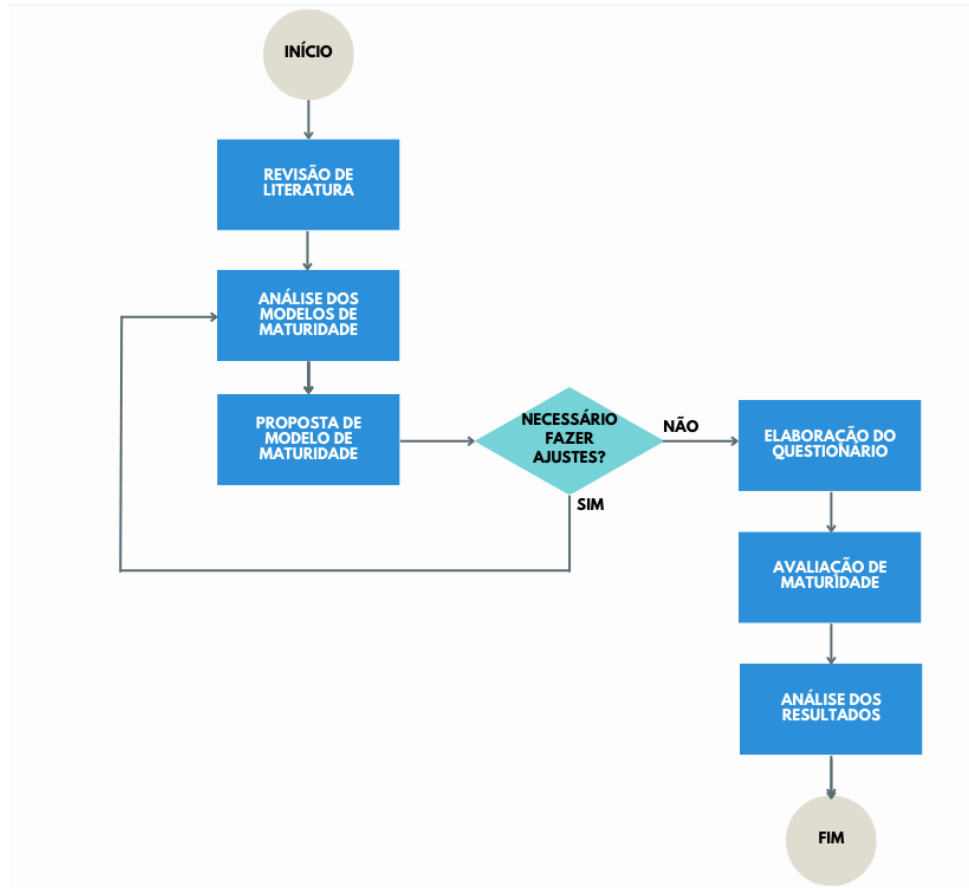 INÍCIO
REVISÃO DE
LITERATURA
ANÁLISE DOS
MODELOS DE
MATURIDADE
PROPOSTA DE
MODELO DE
MATURIDADE
NECESSÁRIO
FAZER
AJUSTES?
NÃO
SIM
ELABORAÇÃO DO
QUESTIONÁRIO
AVALIAÇÃO DE
MATURIDADE
ANÁLISE DOS
RESULTADOS
FIM